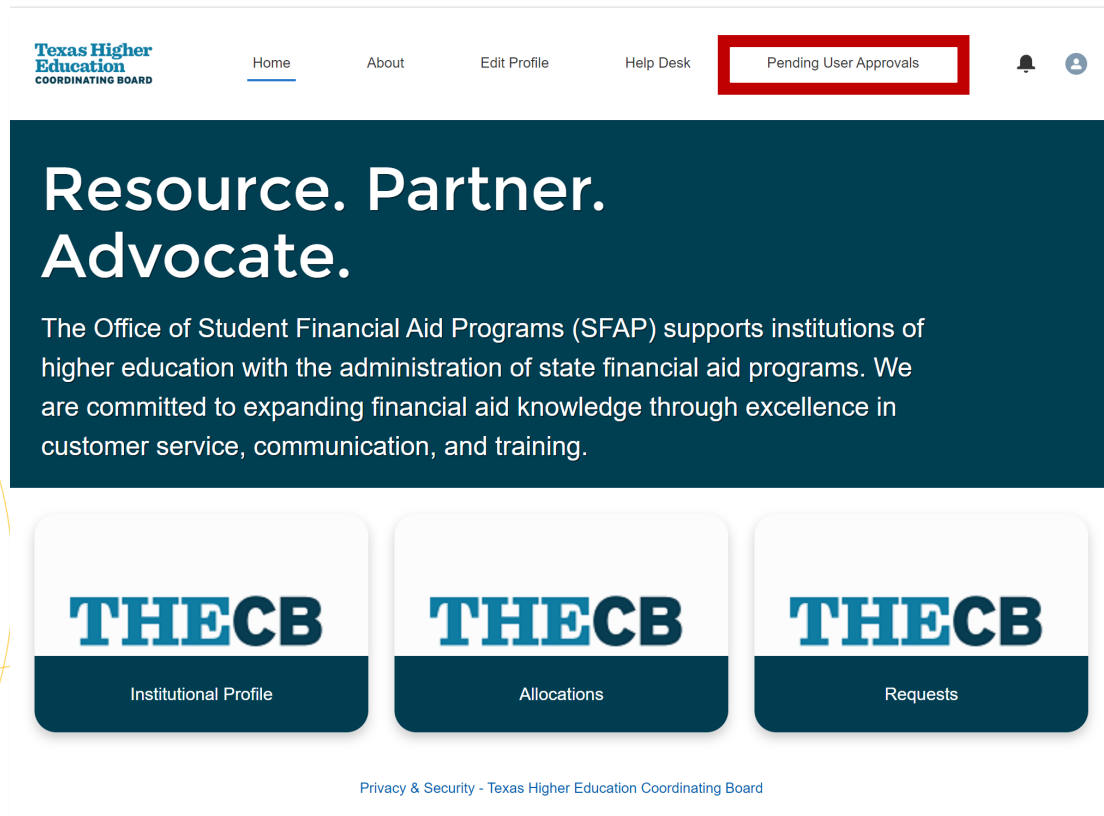 Texas Higher
Education
COORDINATING BOARD
Home About Edit Profile Help Desk Pending User Approvals
Resource. Partner.
Advocate.
The Office of Student Financial Aid Programs (SFAP) supports institutions of
higher education with the administration of state financial aid programs. We
are committed to expanding financial aid knowledge through excellence in
customer service, communication, and training.
THECB THECB THECB
Institutional Profile Allocations Requests
Privacy & Security - Texas Higher Education Coordinating Board